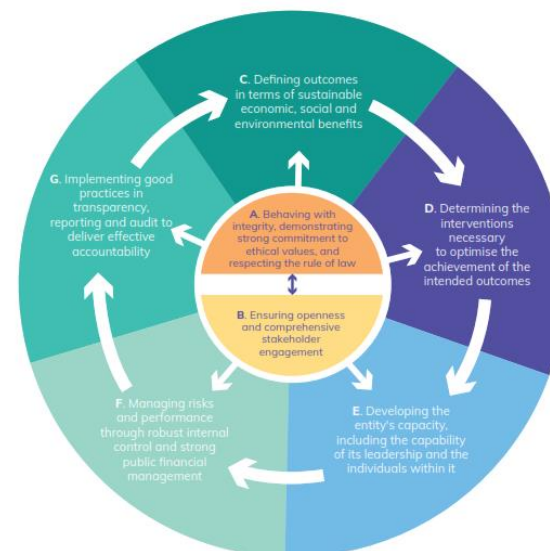 C. Defining outcomes
in terms of sustainable
economic, social and
environmental benefits
G. Implementing good
practices in
transparency,
reporting and audit to
deliver effective
accountability
A. Behaving with
integrity, demonstrating
strong commitment to
ethical values, and
respecting the rule of law
D. Determining the
interventions
necessary
to optimise the
achievement of the
intended outcomes
B. Ensuring openness
and comprehensive
stakeholder
engagement
F. Managing risks
and performance
through robust internal
control and strong
public financial
management
E. Developing the
entity's capacity,
including the capability
of its leadership and the
individuals within it